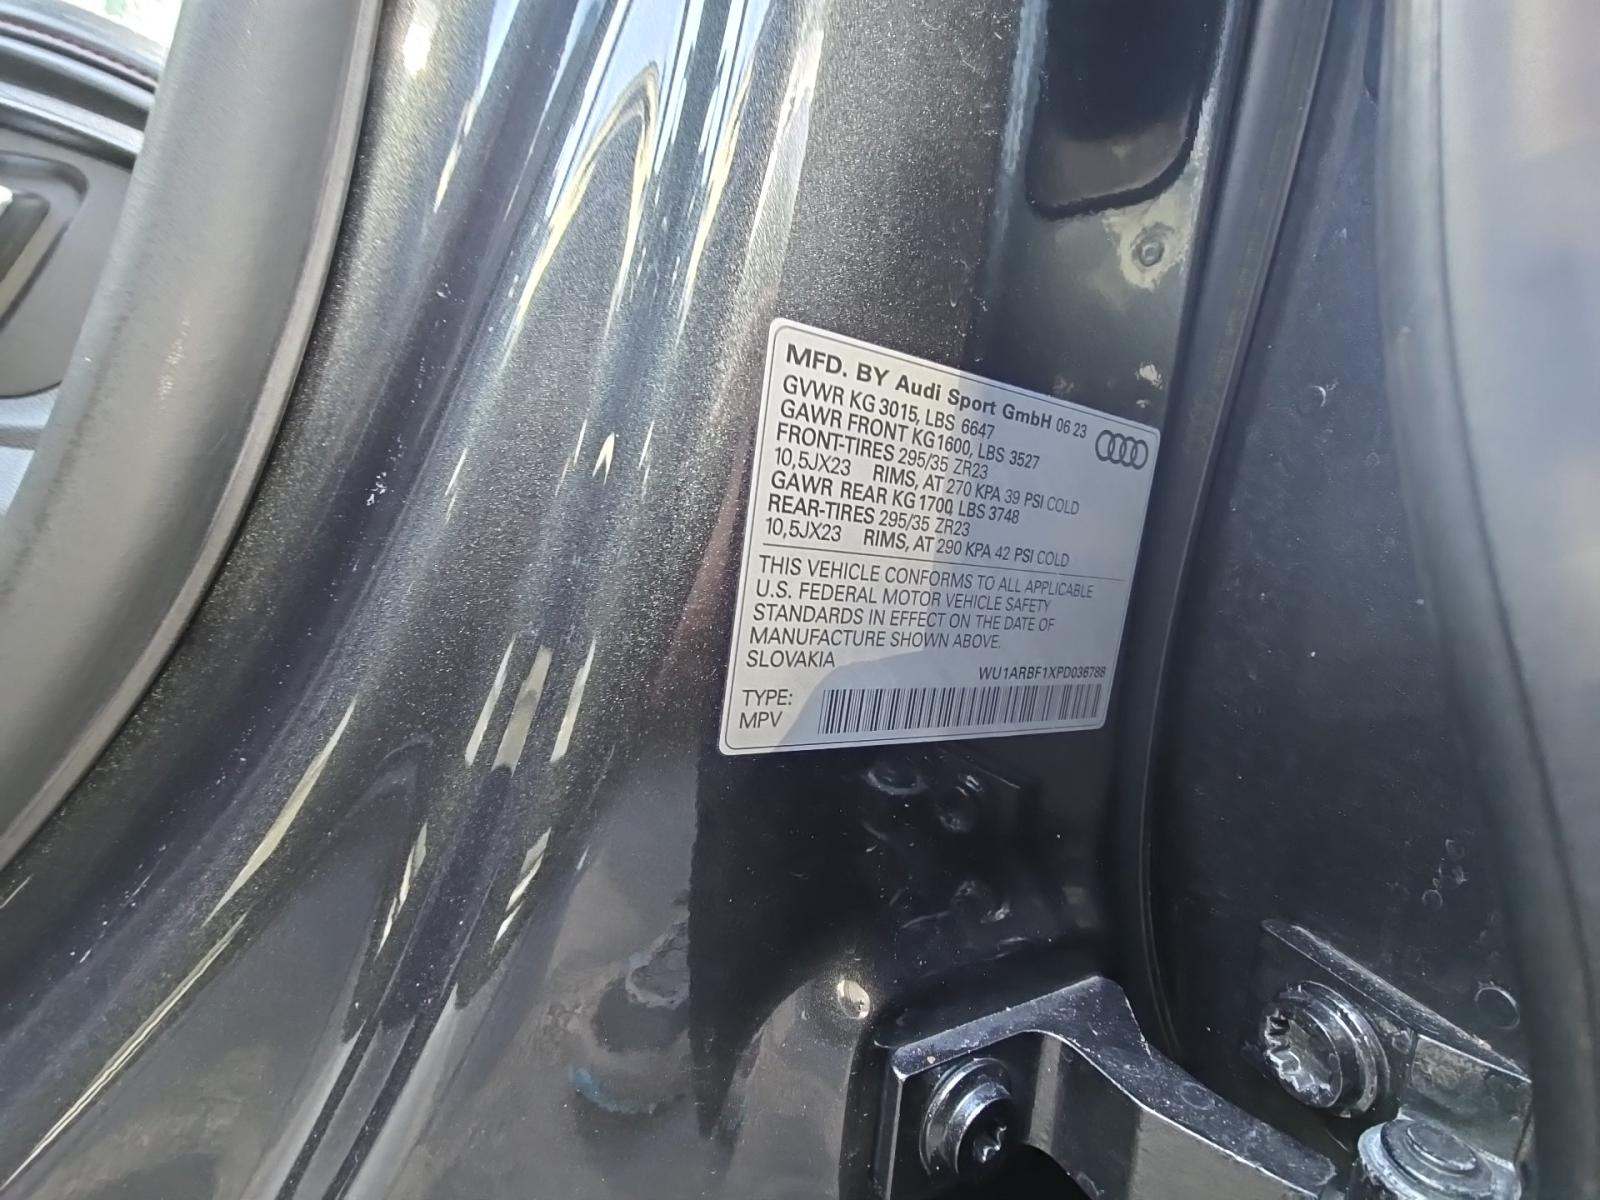 MFD. BY Audi Sport GmbH 06 23
GVWR KG 3015, LBS 6647
GAWR FRONT KG 1600, LBS 3527
FRONT-TIRES 295/35 ZR23
10,5JX23 RIMS, AT 270 KPA 39 PSI COLD
GAWR REAR KG 1700, LBS 3748
REAR-TIRES 295/35 ZR23
10,5JX23 RIMS, AT 290 KPA 42 PSI COLD
THIS VEHICLE CONFORMS TO ALL APPLICABLE
U.S. FEDERAL MOTOR VEHICLE SAFETY
STANDARDS IN EFFECT ON THE DATE OF
MANUFACTURE SHOWN ABOVE.
SLOVAKIA
WU1ARBF1XPD036788
TYPE:
MPV